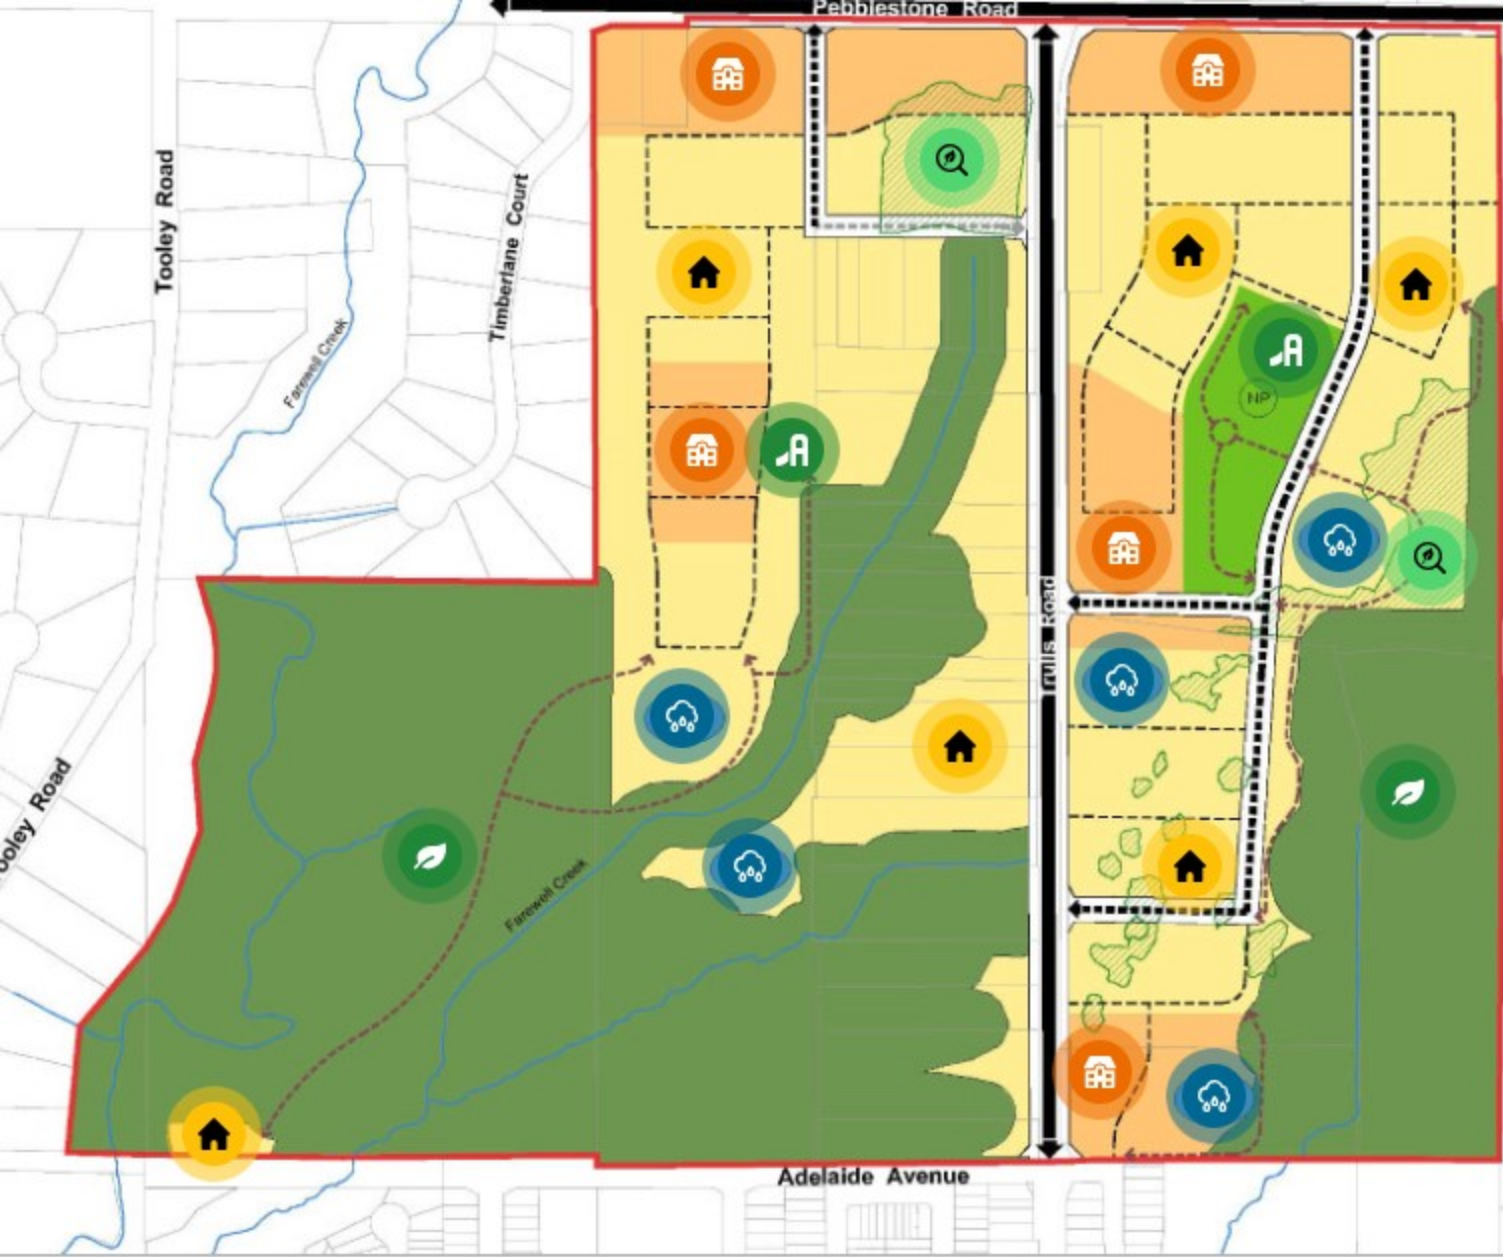 Pebblestone Road
Tooley Road
Timberlane Court
Farewell Creek
NP
Trulls Road
Tooley Road
Farewell Creek
Adelaide Avenue